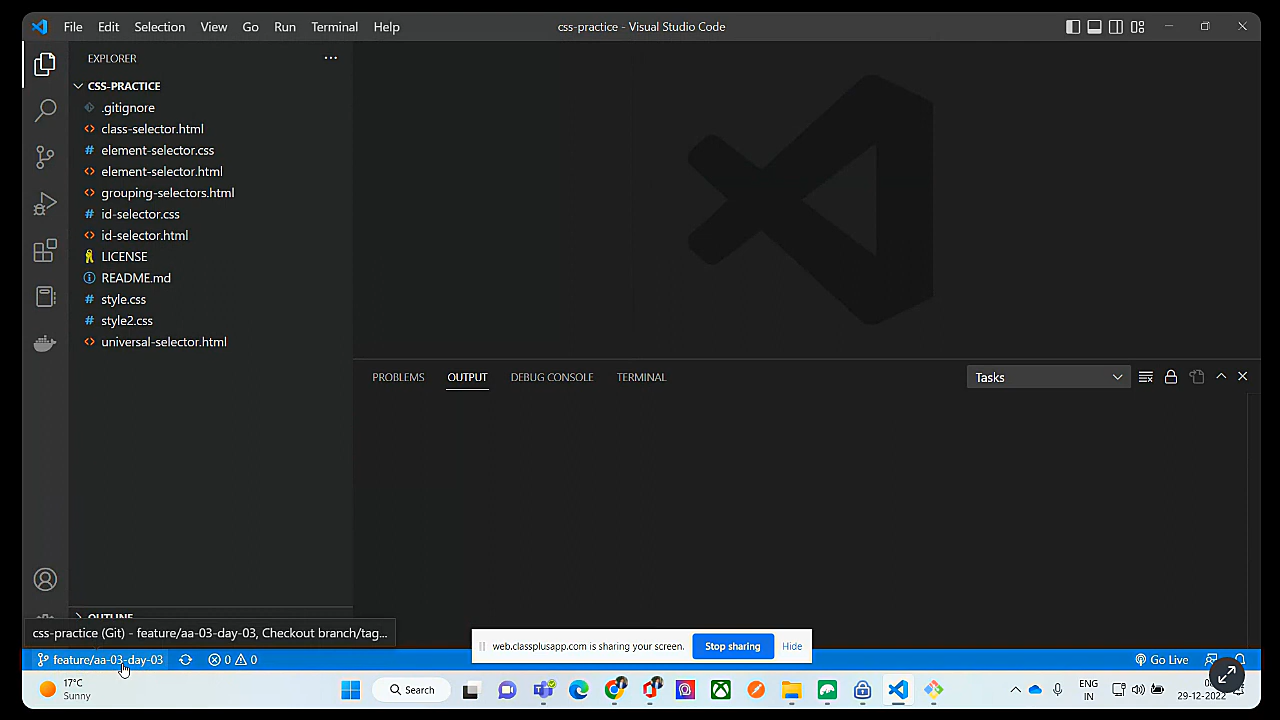 File Edit Selection View Go Run Terminal Help
css-practice - Visual Studio Code
EXPLORER
CSS-PRACTICE
.gitignore
class-selector.html
element-selector.css
element-selector.html
grouping-selectors.html
id-selector.css
id-selector.html
LICENSE
README.md
style.css
style2.css
universal-selector.html
PROBLEMS OUTPUT DEBUG CONSOLE TERMINAL
Tasks
OUTLINE
css-practice (Git) - feature/aa-03-day-03, Checkout branch/tag...
web.classplusapp.com is sharing your screen. Stop sharing Hide
feature/aa-03-day-03 0 0 Go Live
17°C
Sunny
Search
ENG
IN
29-12-2022